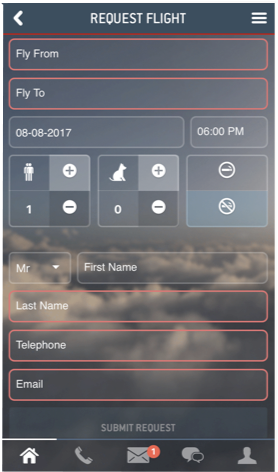 REQUEST FLIGHT
Fly From
Fly To
08-08-2017 06:00 PM
1 0
Mr First Name
Last Name
Telephone
Email
SUBMIT REQUEST
1